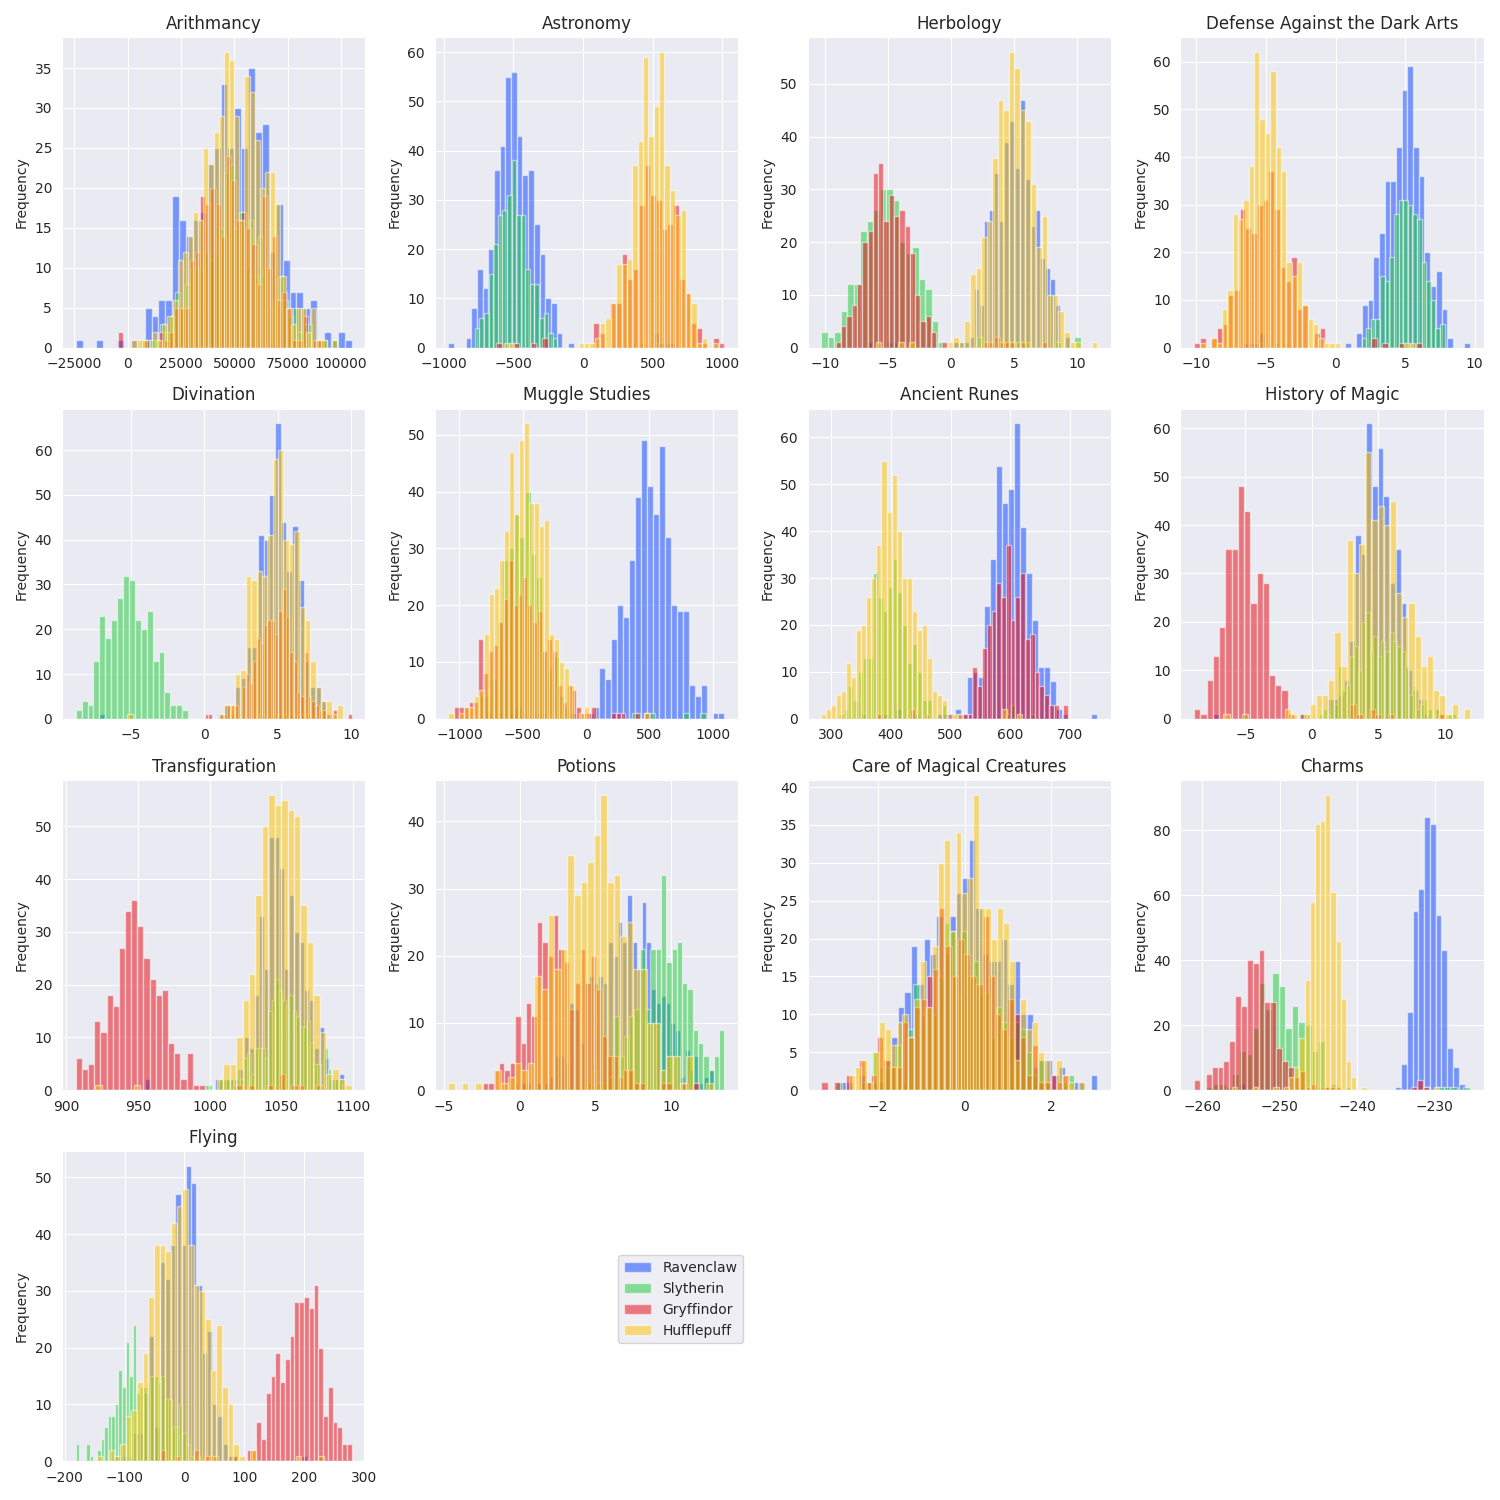 Arithmancy
Astronomy
Herbology
Defense Against the Dark Arts
Frequency
35
30
25
20
15
10
5
0
−25000 0 25000 50000 75000 100000
Frequency
60
50
40
30
20
10
0
−1000 −500 0 500 1000
Frequency
50
40
30
20
10
0
−10 −5 0 5 10
Frequency
60
50
40
30
20
10
0
−10 −5 0 5 10
Divination
Muggle Studies
Ancient Runes
History of Magic
Frequency
60
50
40
30
20
10
0
−5 0 5 10
Frequency
50
40
30
20
10
0
−1000 −500 0 500 1000
Frequency
60
50
40
30
20
10
0
300 400 500 600 700
Frequency
60
50
40
30
20
10
0
−5 0 5 10
Transfiguration
Potions
Care of Magical Creatures
Charms
Frequency
50
40
30
20
10
0
900 950 1000 1050 1100
Frequency
40
30
20
10
0
−5 0 5 10
Frequency
40
35
30
25
20
15
10
5
0
−2 0 2
Frequency
80
60
40
20
0
−260 −250 −240 −230
Flying
Frequency
50
40
30
20
10
0
−200 −100 0 100 200 300
Ravenclaw
Slytherin
Gryffindor
Hufflepuff